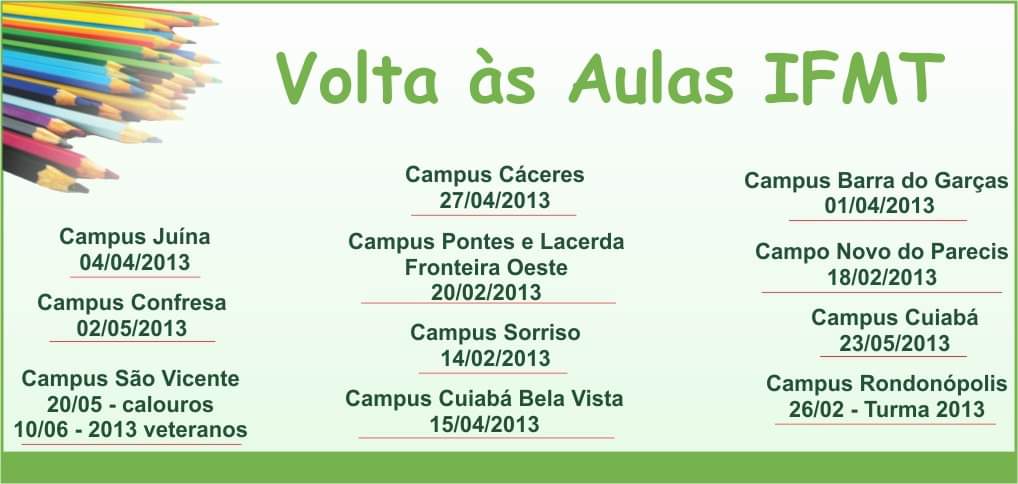 Volta às Aulas IFMT
Campus Juína
04/04/2013
Campus Confresa
02/05/2013
Campus São Vicente
20/05 - calouros
10/06 - 2013 veteranos
Campus Cáceres
27/04/2013
Campus Pontes e Lacerda
Fronteira Oeste
20/02/2013
Campus Sorriso
14/02/2013
Campus Cuiabá Bela Vista
15/04/2013
Campus Barra do Garças
01/04/2013
Campo Novo do Parecis
18/02/2013
Campus Cuiabá
23/05/2013
Campus Rondonópolis
26/02 - Turma 2013